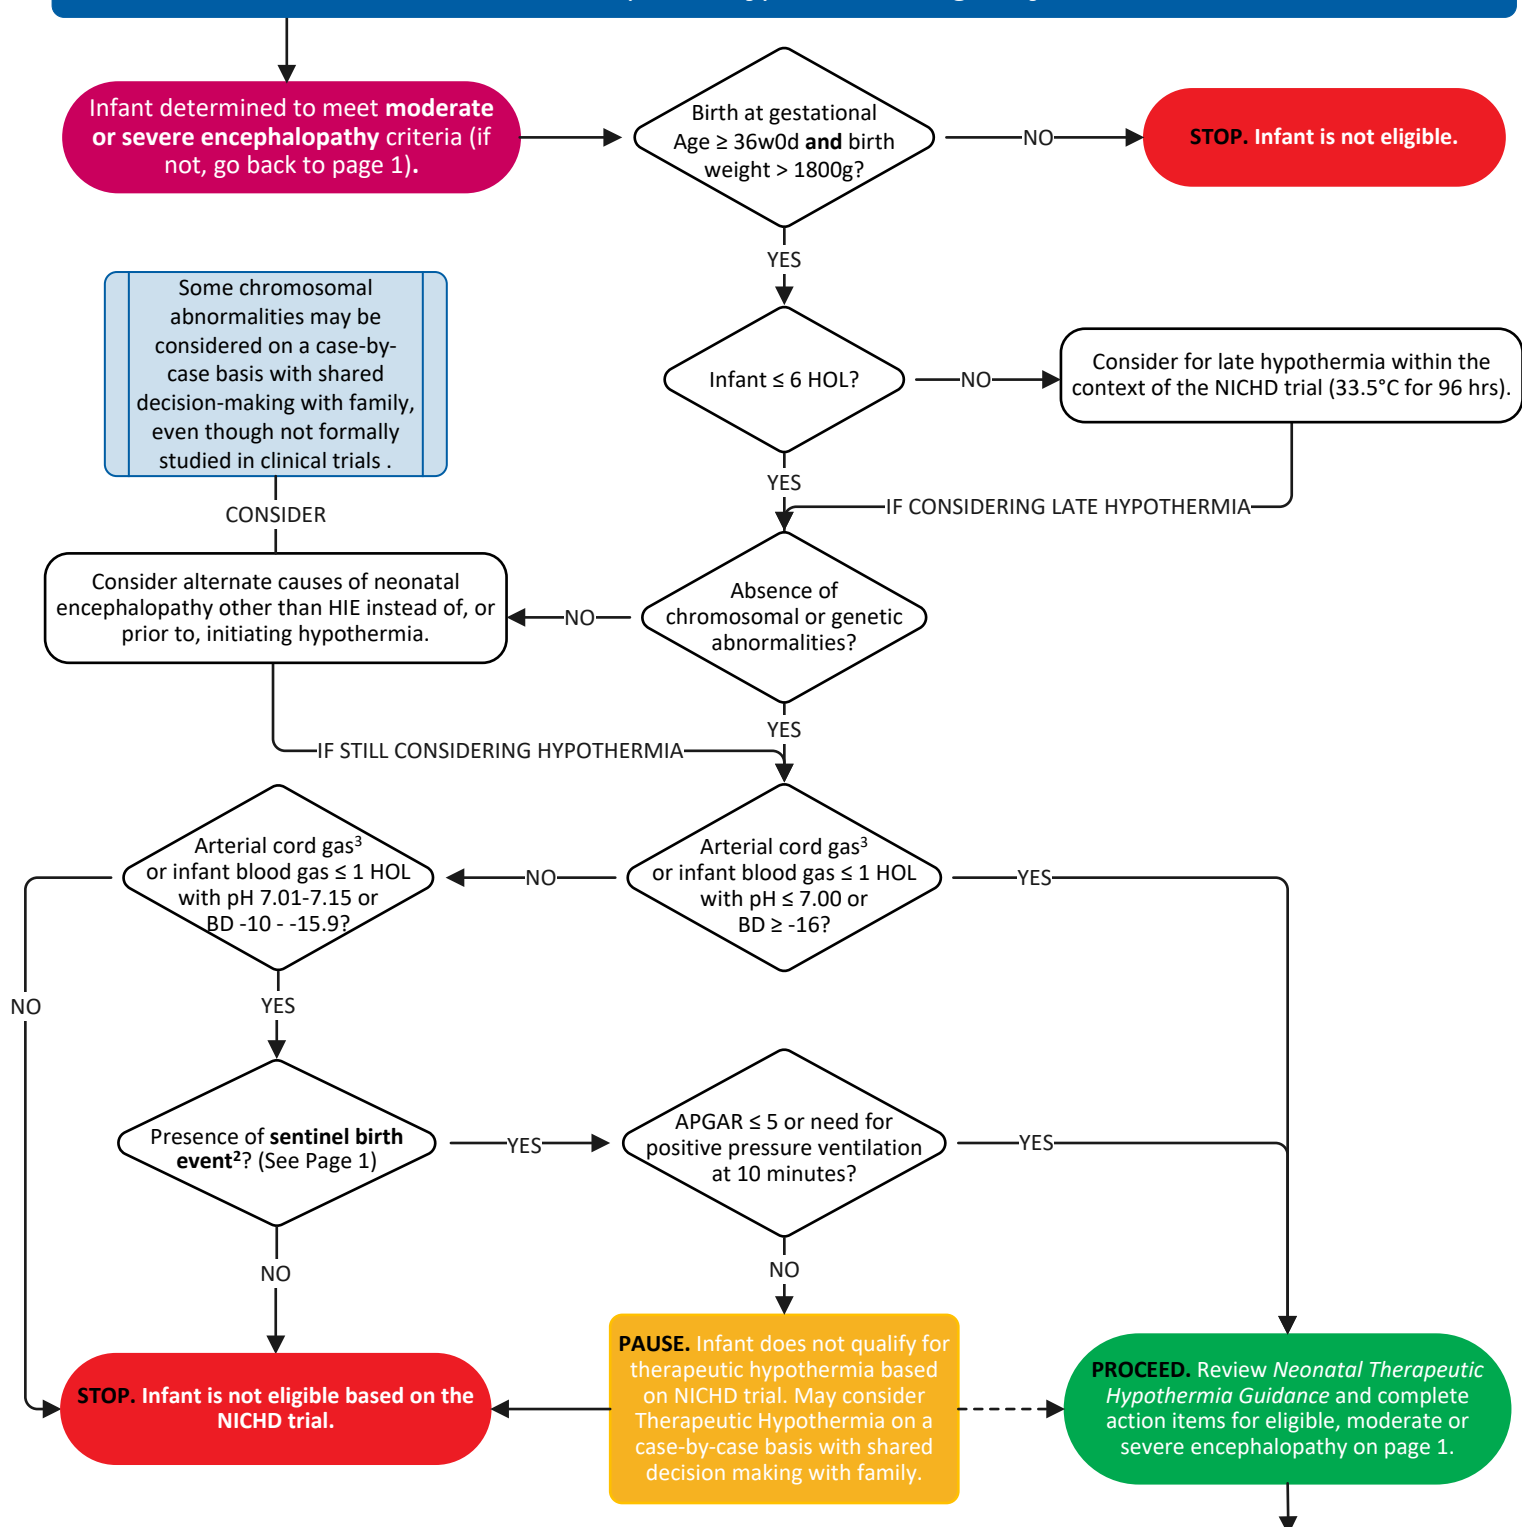 Infant determined to meet moderate
or severe encephalopathy criteria (if
not, go back to page 1).
Birth at gestational
Age ≥ 36w0d and birth
weight > 1800g?
NO
STOP. Infant is not eligible.
YES
Some chromosomal
abnormalities may be
considered on a case-by-
case basis with shared
decision-making with family,
even though not formally
studied in clinical trials .
Infant ≤ 6 HOL?
NO
Consider for late hypothermia within the
context of the NICHD trial (33.5°C for 96 hrs).
YES
IF CONSIDERING LATE HYPOTHERMIA
CONSIDER
Consider alternate causes of neonatal
encephalopathy other than HIE instead of, or
prior to, initiating hypothermia.
NO
Absence of
chromosomal or genetic
abnormalities?
YES
IF STILL CONSIDERING HYPOTHERMIA
Arterial cord gas³
or infant blood gas ≤ 1 HOL
with pH 7.01-7.15 or
BD -10 - -15.9?
NO
Arterial cord gas³
or infant blood gas ≤ 1 HOL
with pH ≤ 7.00 or
BD ≥ -16?
YES
NO
YES
Presence of sentinel birth
event²? (See Page 1)
YES
APGAR ≤ 5 or need for
positive pressure ventilation
at 10 minutes?
YES
NO
NO
STOP. Infant is not eligible based on the
NICHD trial.
PAUSE. Infant does not qualify for
therapeutic hypothermia based
on NICHD trial. May consider
Therapeutic Hypothermia on a
case-by-case basis with shared
decision making with family.
PROCEED. Review Neonatal Therapeutic
Hypothermia Guidance and complete
action items for eligible, moderate or
severe encephalopathy on page 1.